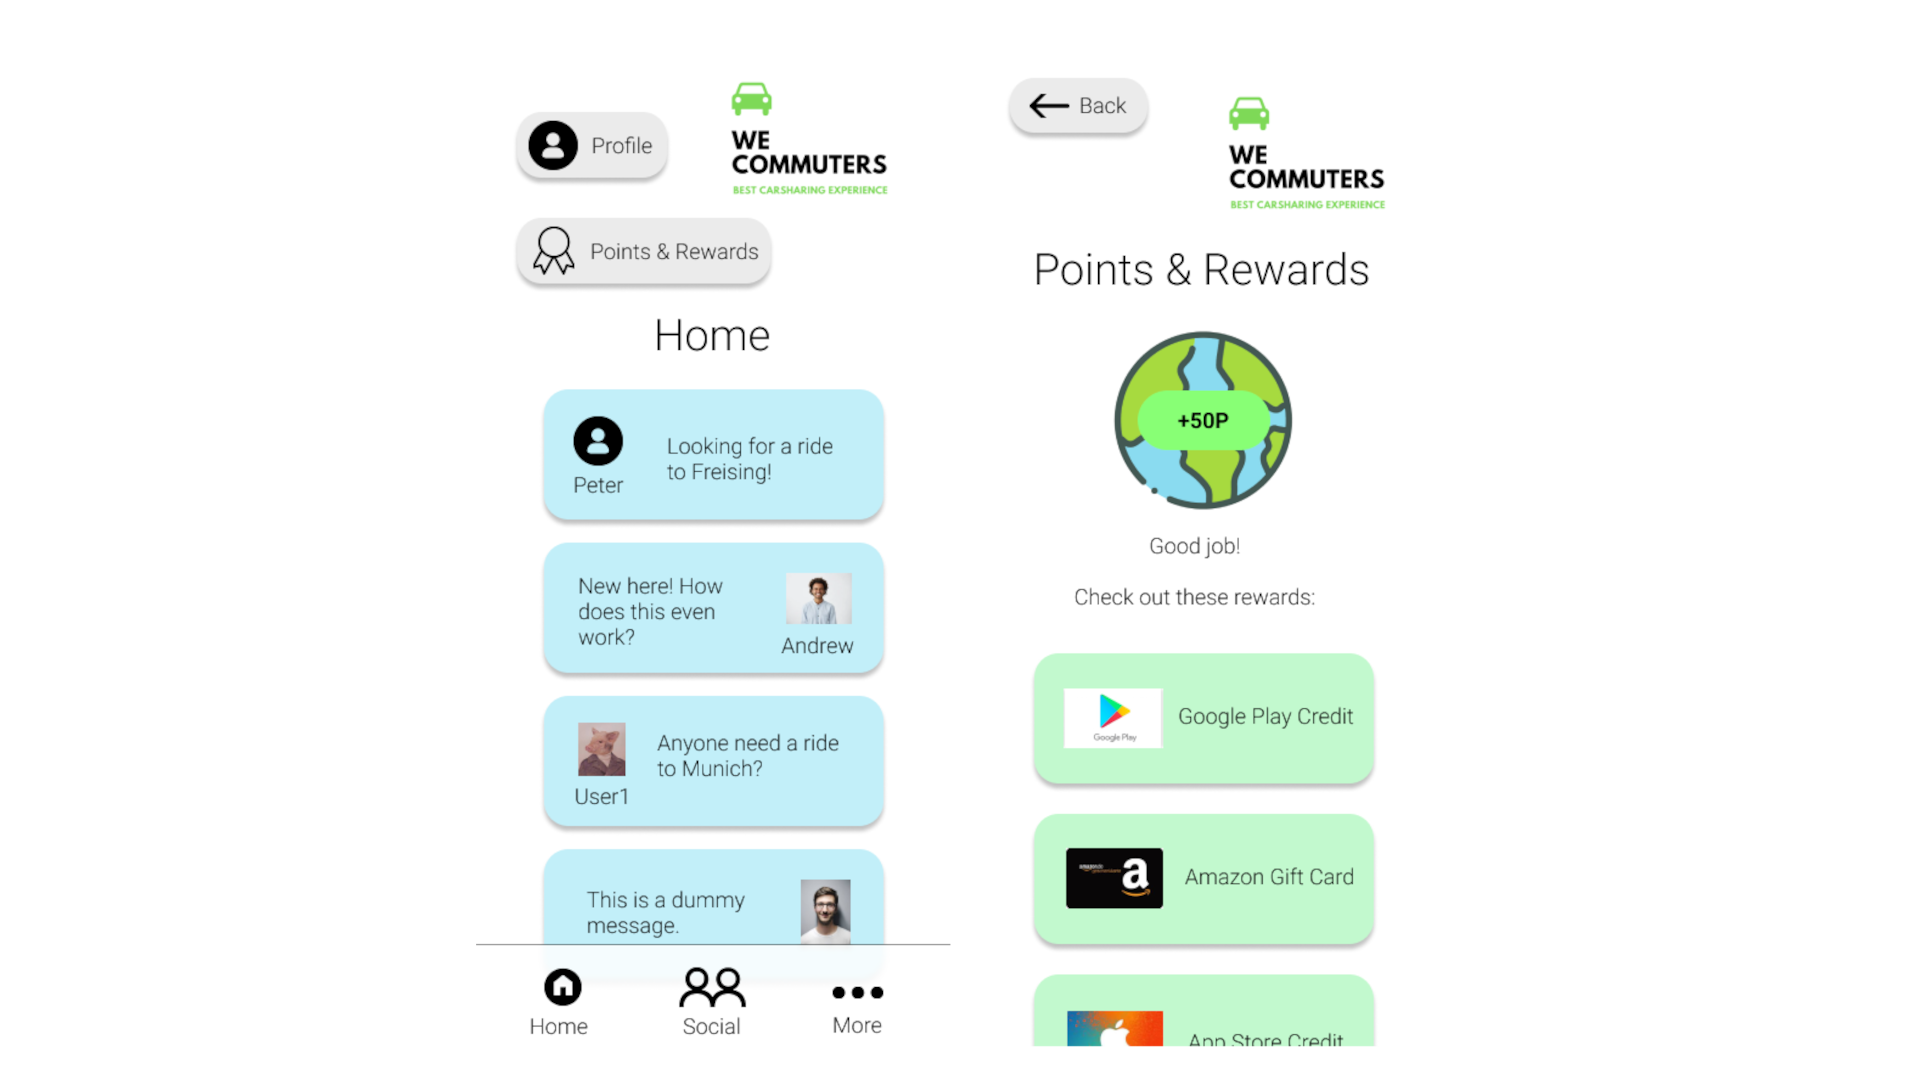 Profile
WE
COMMUTERS
BEST CARSHARING EXPERIENCE
Points & Rewards
Home
Looking for a ride
to Freising!
Peter
New here! How
does this even
work?
Andrew
Anyone need a ride
to Munich?
User1
This is a dummy
message.
Home
Social
More
Back
WE
COMMUTERS
BEST CARSHARING EXPERIENCE
Points & Rewards
+50P
Good job!
Check out these rewards:
Google Play
Google Play Credit
a
Amazon Gift Card
App Store Credit